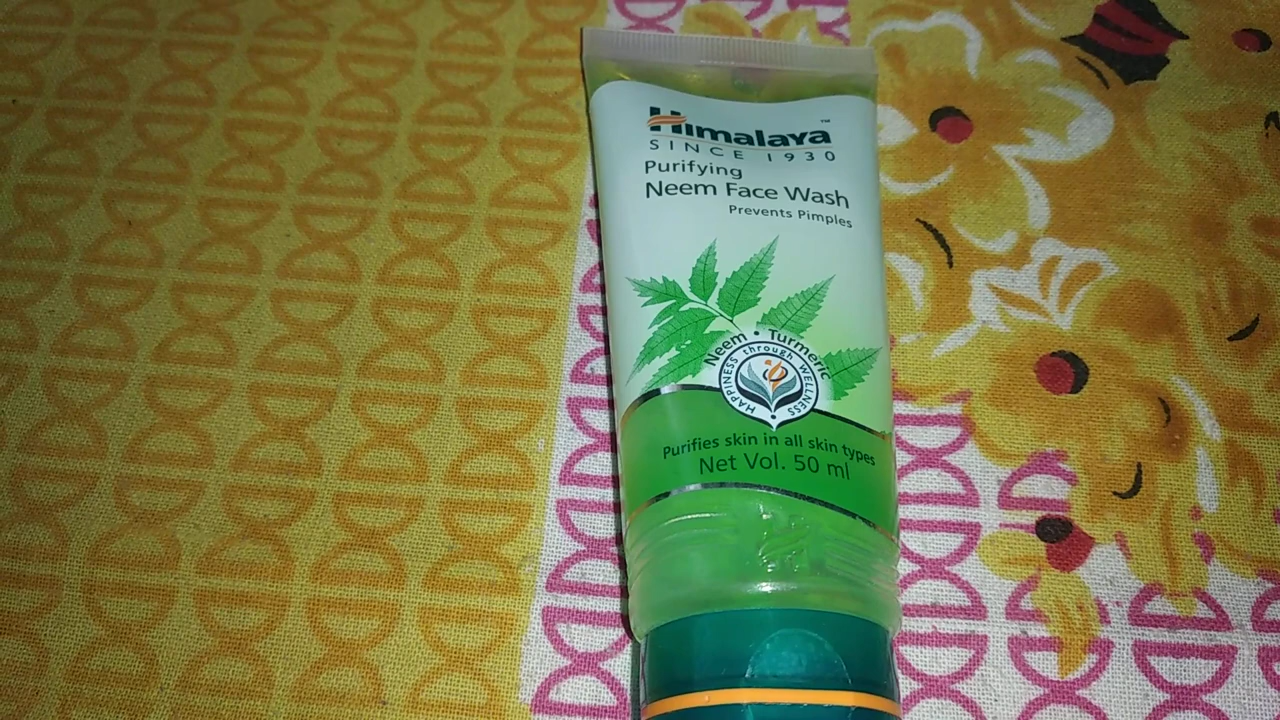 Himalaya™
SINCE 1930
Purifying
Neem Face Wash
Prevents Pimples
Neem • Turmeric
HAPPINESS through WELLNESS
Purifies skin in all skin types
Net Vol. 50 ml